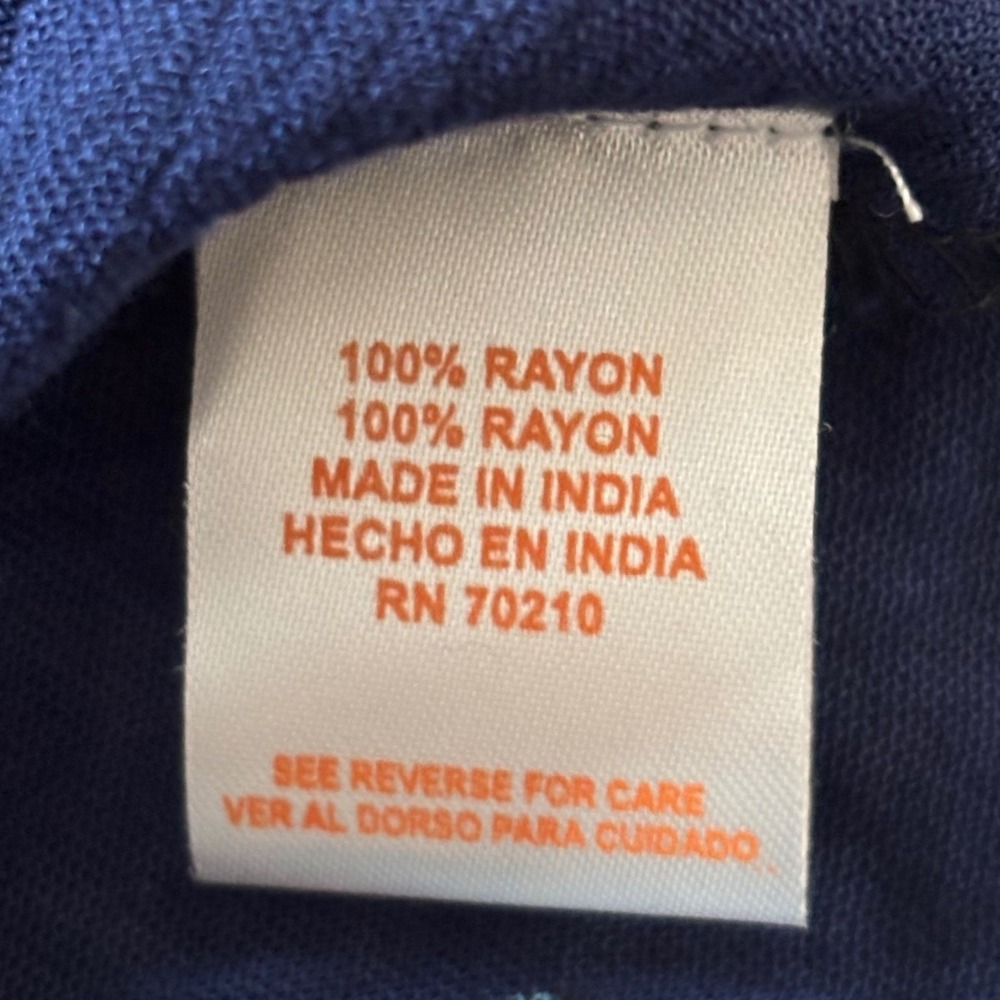 100% RAYON
100% RAYON
MADE IN INDIA
HECHO EN INDIA
RN 70210
SEE REVERSE FOR CARE
VER AL DORSO PARA CUIDADO